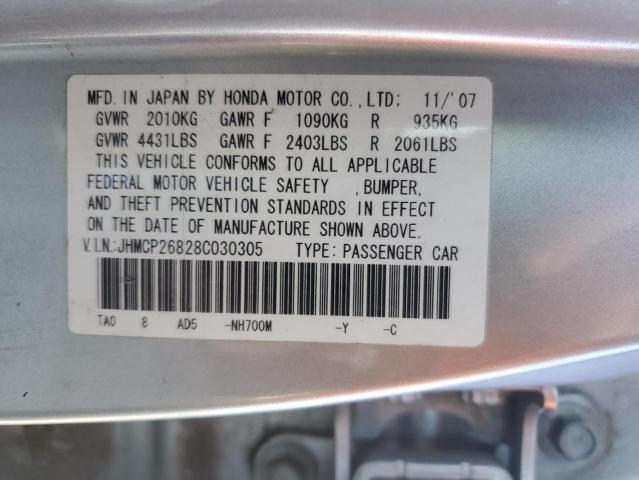 MFD. IN JAPAN BY HONDA MOTOR CO., LTD: 11/'07
GVWR 2010KG GAWR F 1090KG R 935KG
GVWR 4431LBS GAWR F 2403LBS R 2061LBS
THIS VEHICLE CONFORMS TO ALL APPLICABLE
FEDERAL MOTOR VEHICLE SAFETY ,BUMPER,
AND THEFT PREVENTION STANDARDS IN EFFECT
ON THE DATE OF MANUFACTURE SHOWN ABOVE.
V.I.N.:JHMCP26828C030305 TYPE: PASSENGER CAR
TA0 8 AD5 -NH700M -Y -C